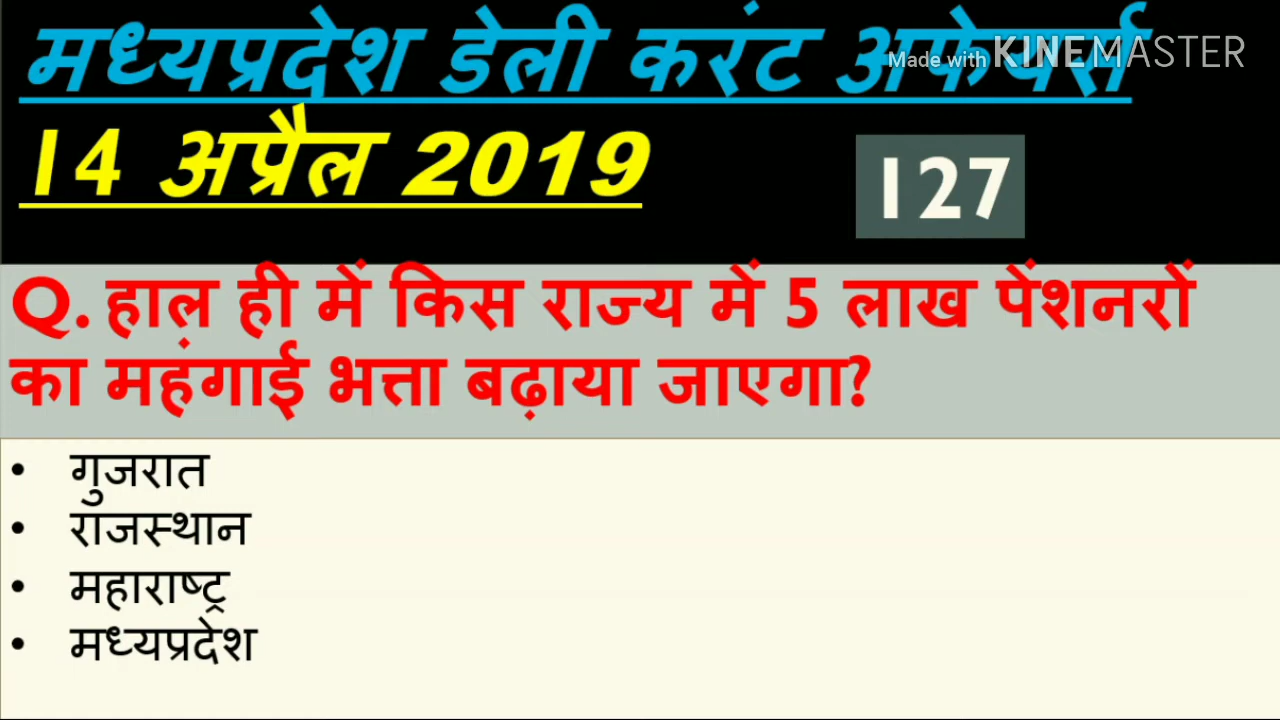 मध्यप्रदेश डेली करंट अफेयर्स
Made with KINEMASTER
14 अप्रैल 2019
127
Q. हाल ही में किस राज्य में 5 लाख पेंशनरों
का महंगाई भत्ता बढ़ाया जाएगा?
• गुजरात
• राजस्थान
• महाराष्ट्र
• मध्यप्रदेश